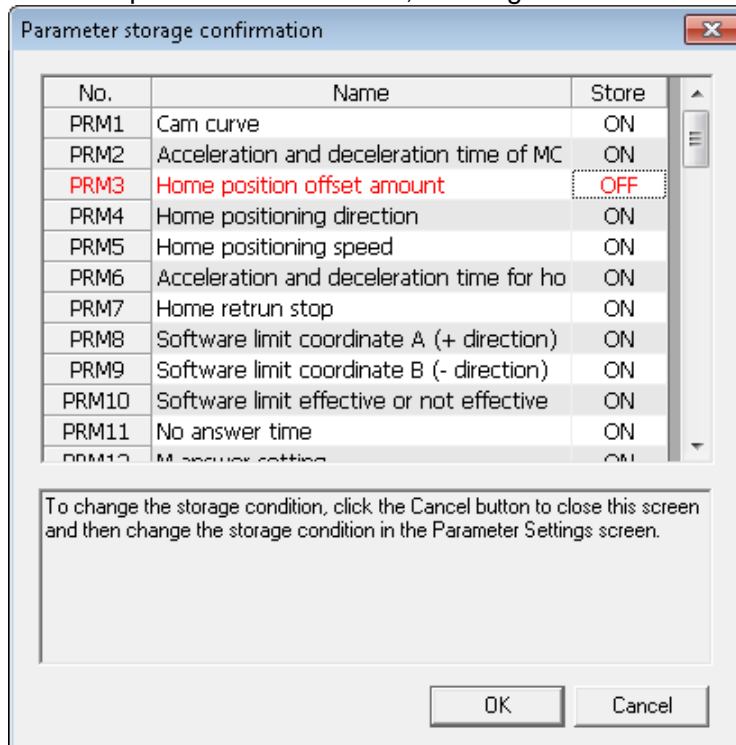 Parameter storage confirmation
No. Name Store
PRM1 Cam curve ON
PRM2 Acceleration and deceleration time of MC ON
PRM3 Home position offset amount OFF
PRM4 Home positioning direction ON
PRM5 Home positioning speed ON
PRM6 Acceleration and deceleration time for ho ON
PRM7 Home retrun stop ON
PRM8 Software limit coordinate A (+ direction) ON
PRM9 Software limit coordinate B (- direction) ON
PRM10 Software limit effective or not effective ON
PRM11 No answer time ON
PRM12 M answer setting ON
To change the storage condition, click the Cancel button to close this screen
and then change the storage condition in the Parameter Settings screen.
OK Cancel